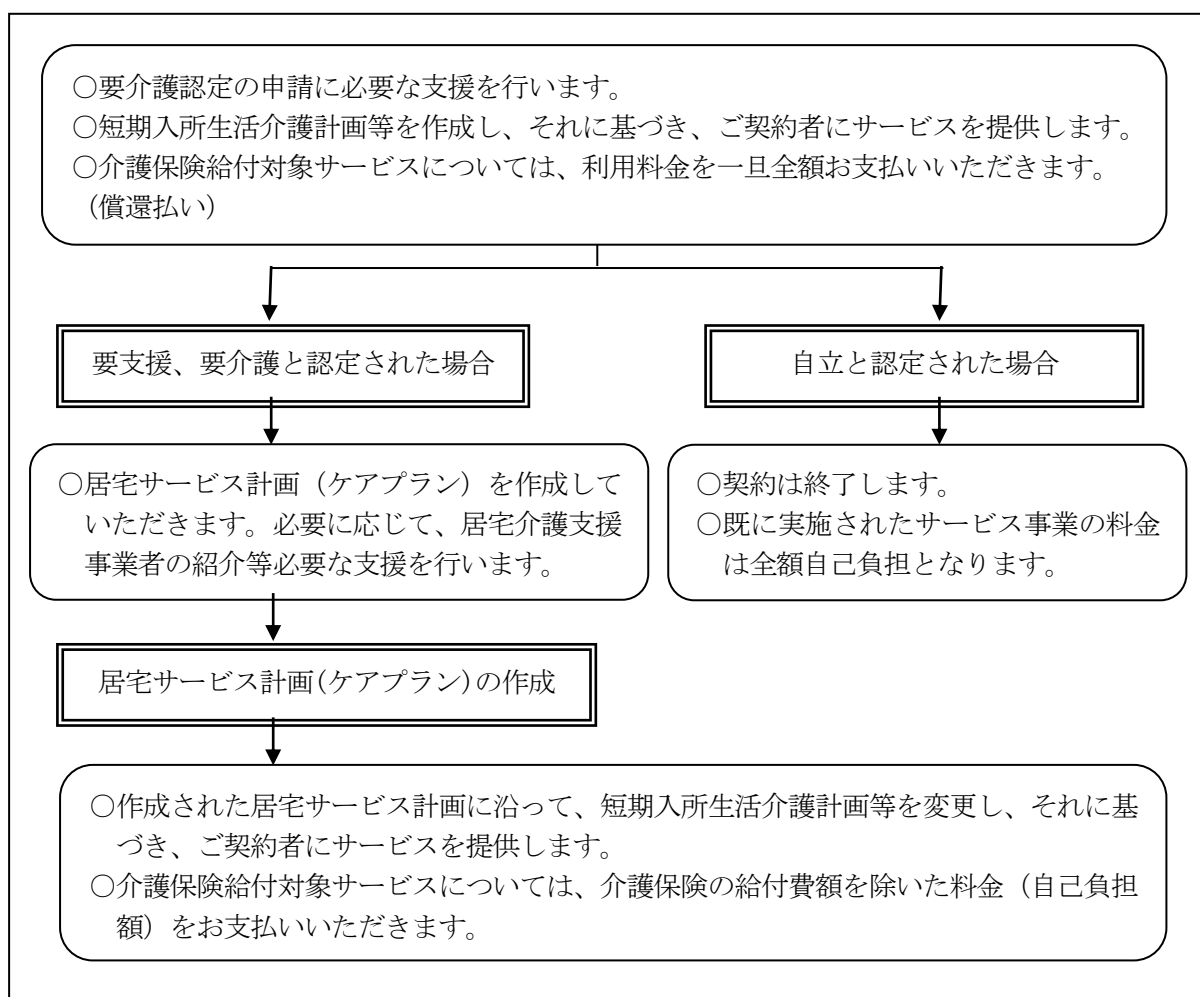 ○要介護認定の申請に必要な支援を行います。
○短期入所生活介護計画等を作成し、それに基づき、ご契約者にサービスを提供します。
○介護保険給付対象サービスについては、利用料金を一旦全額お支払いいただきます。
（償還払い）
要支援、要介護と認定された場合
自立と認定された場合
○居宅サービス計画（ケアプラン）を作成して
いただきます。必要に応じて、居宅介護支援
事業者の紹介等必要な支援を行います。
○契約は終了します。
○既に実施されたサービス事業の料金
は全額自己負担となります。
居宅サービス計画(ケアプラン)の作成
○作成された居宅サービス計画に沿って、短期入所生活介護計画等を変更し、それに基
づき、ご契約者にサービスを提供します。
○介護保険給付対象サービスについては、介護保険の給付費額を除いた料金（自己負担
額）をお支払いいただきます。